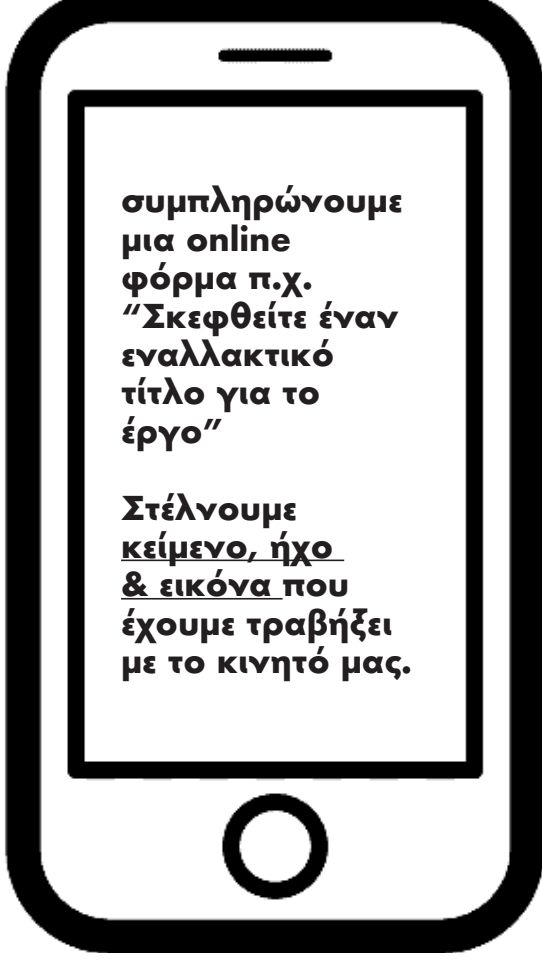 συμπληρώνουμε
μια online
φόρμα π.χ.
“Σκεφθείτε έναν
εναλλακτικό
τίτλο για το
έργο”
Στέλνουμε
κείμενο, ήχο
& εικόνα που
έχουμε τραβήξει
με το κινητό μας.